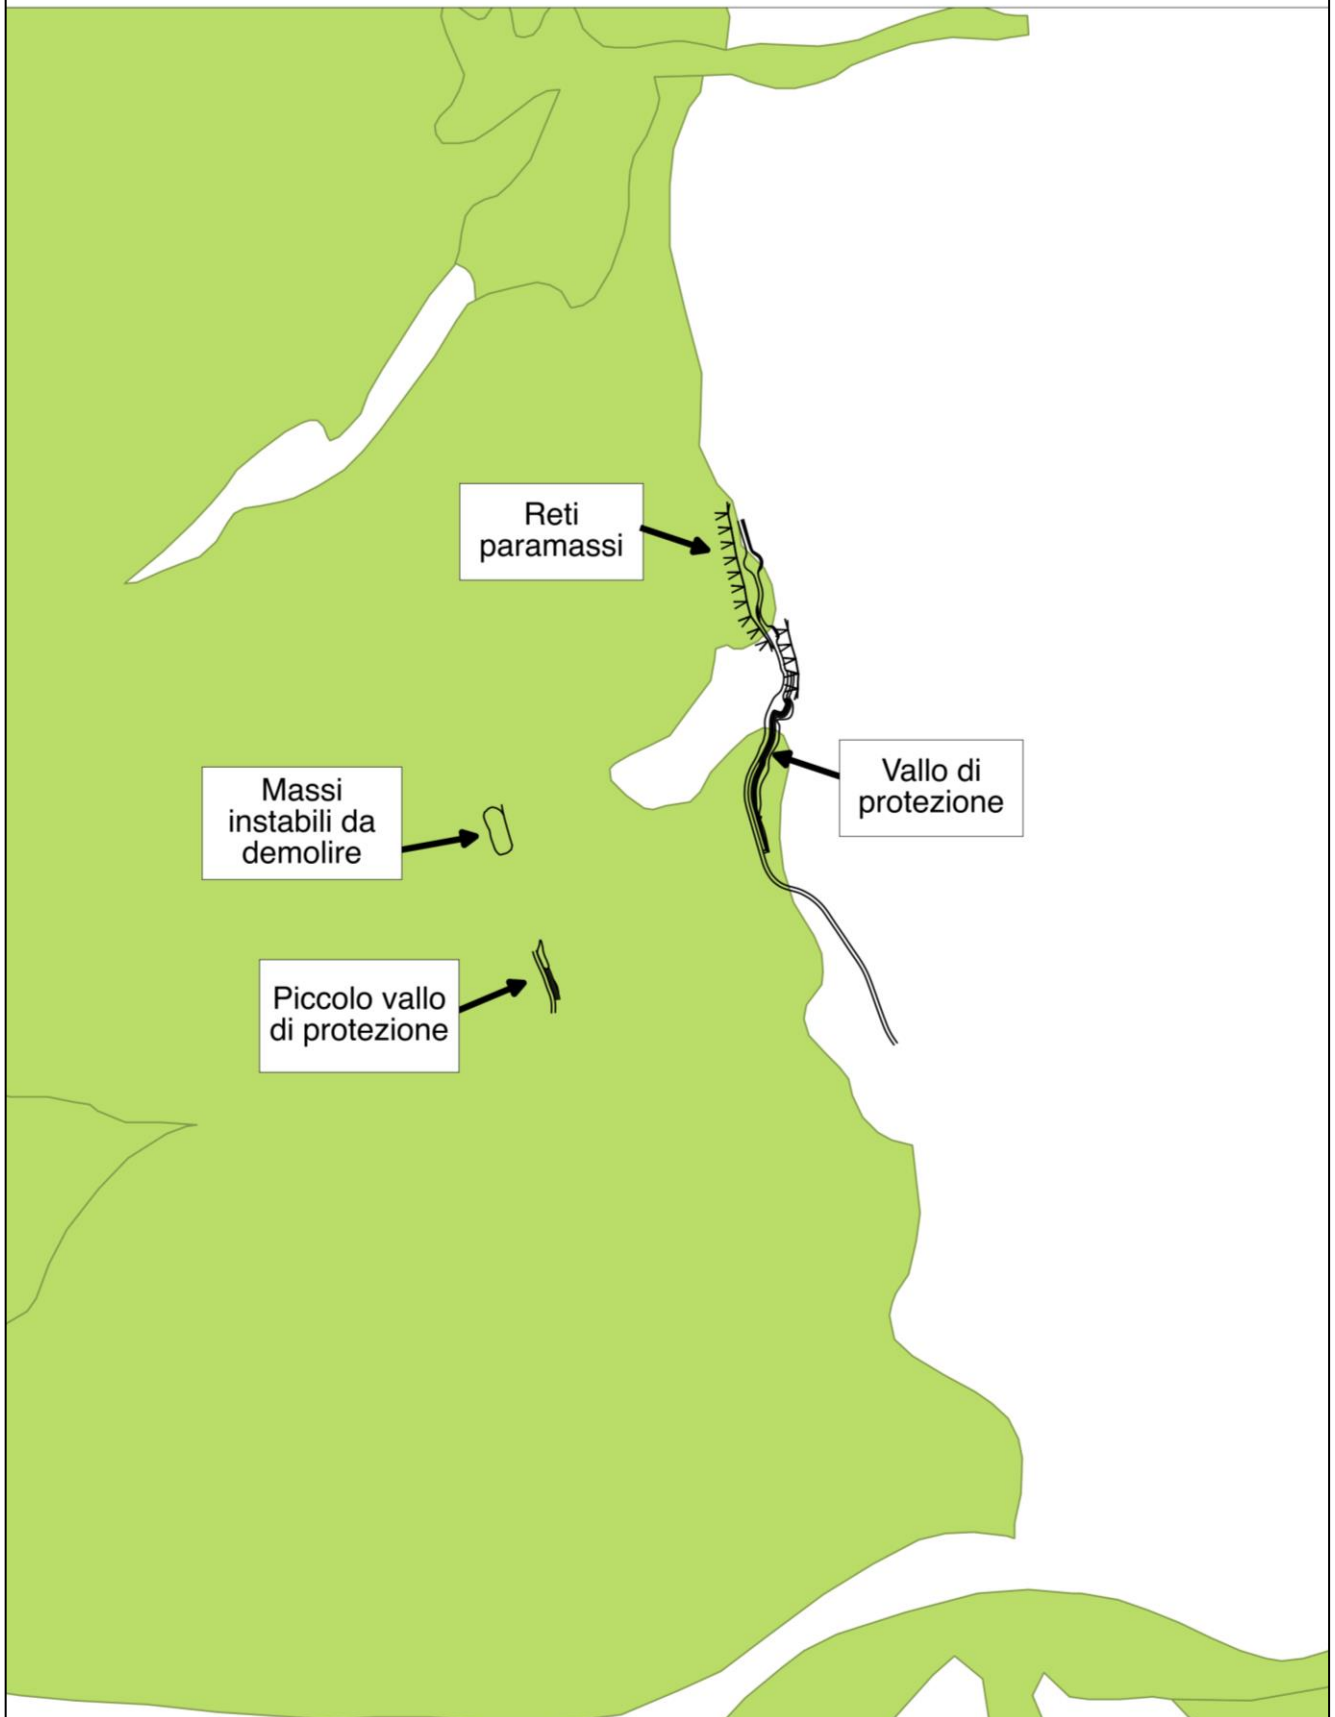 Reti
paramassi
Vallo di
protezione
Massi
instabili da
demolire
Piccolo vallo
di protezione